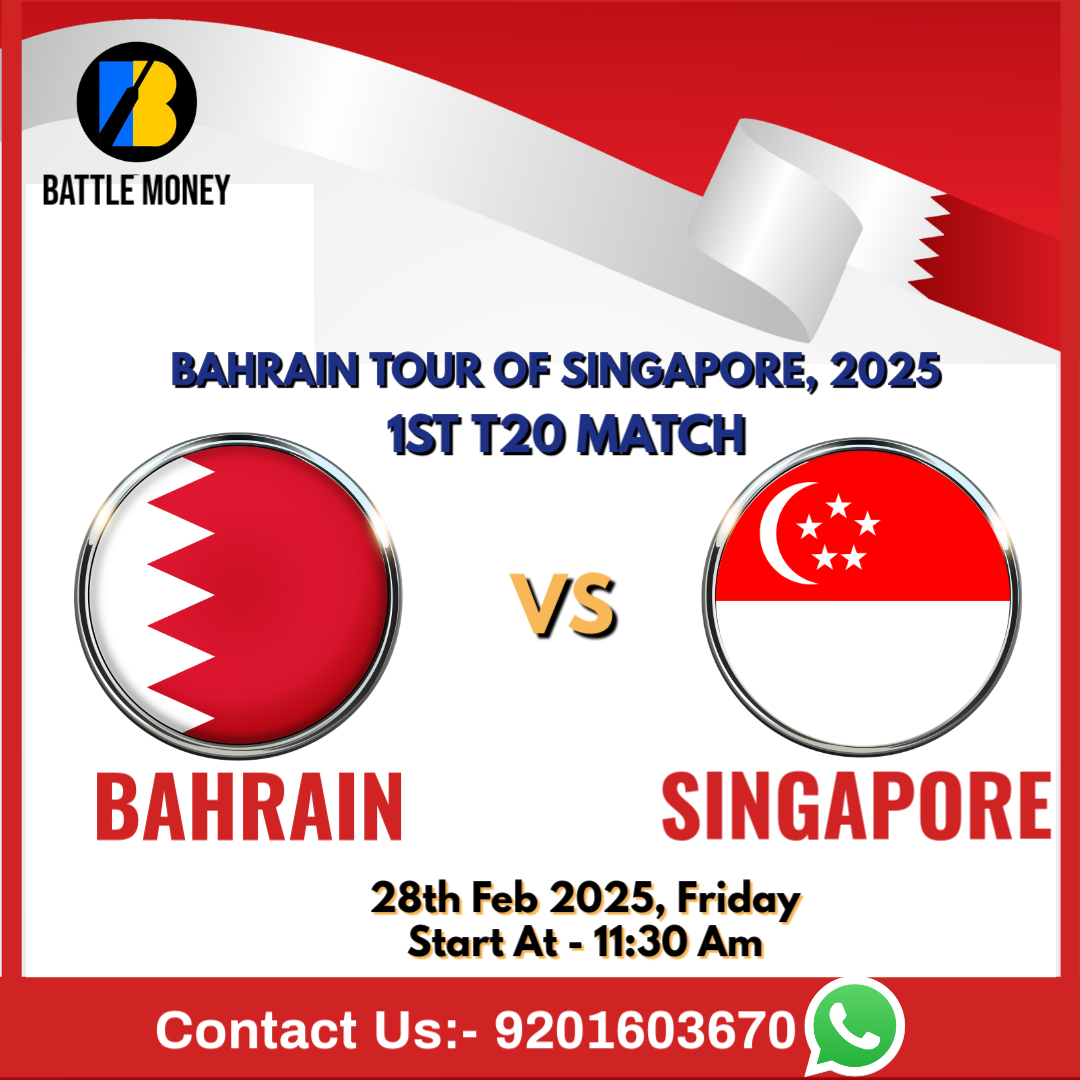 BATTLE MONEY
BAHRAIN TOUR OF SINGAPORE, 2025
1ST T20 MATCH
VS
BAHRAIN
SINGAPORE
28th Feb 2025, Friday
Start At - 11:30 Am
Contact Us:- 9201603670